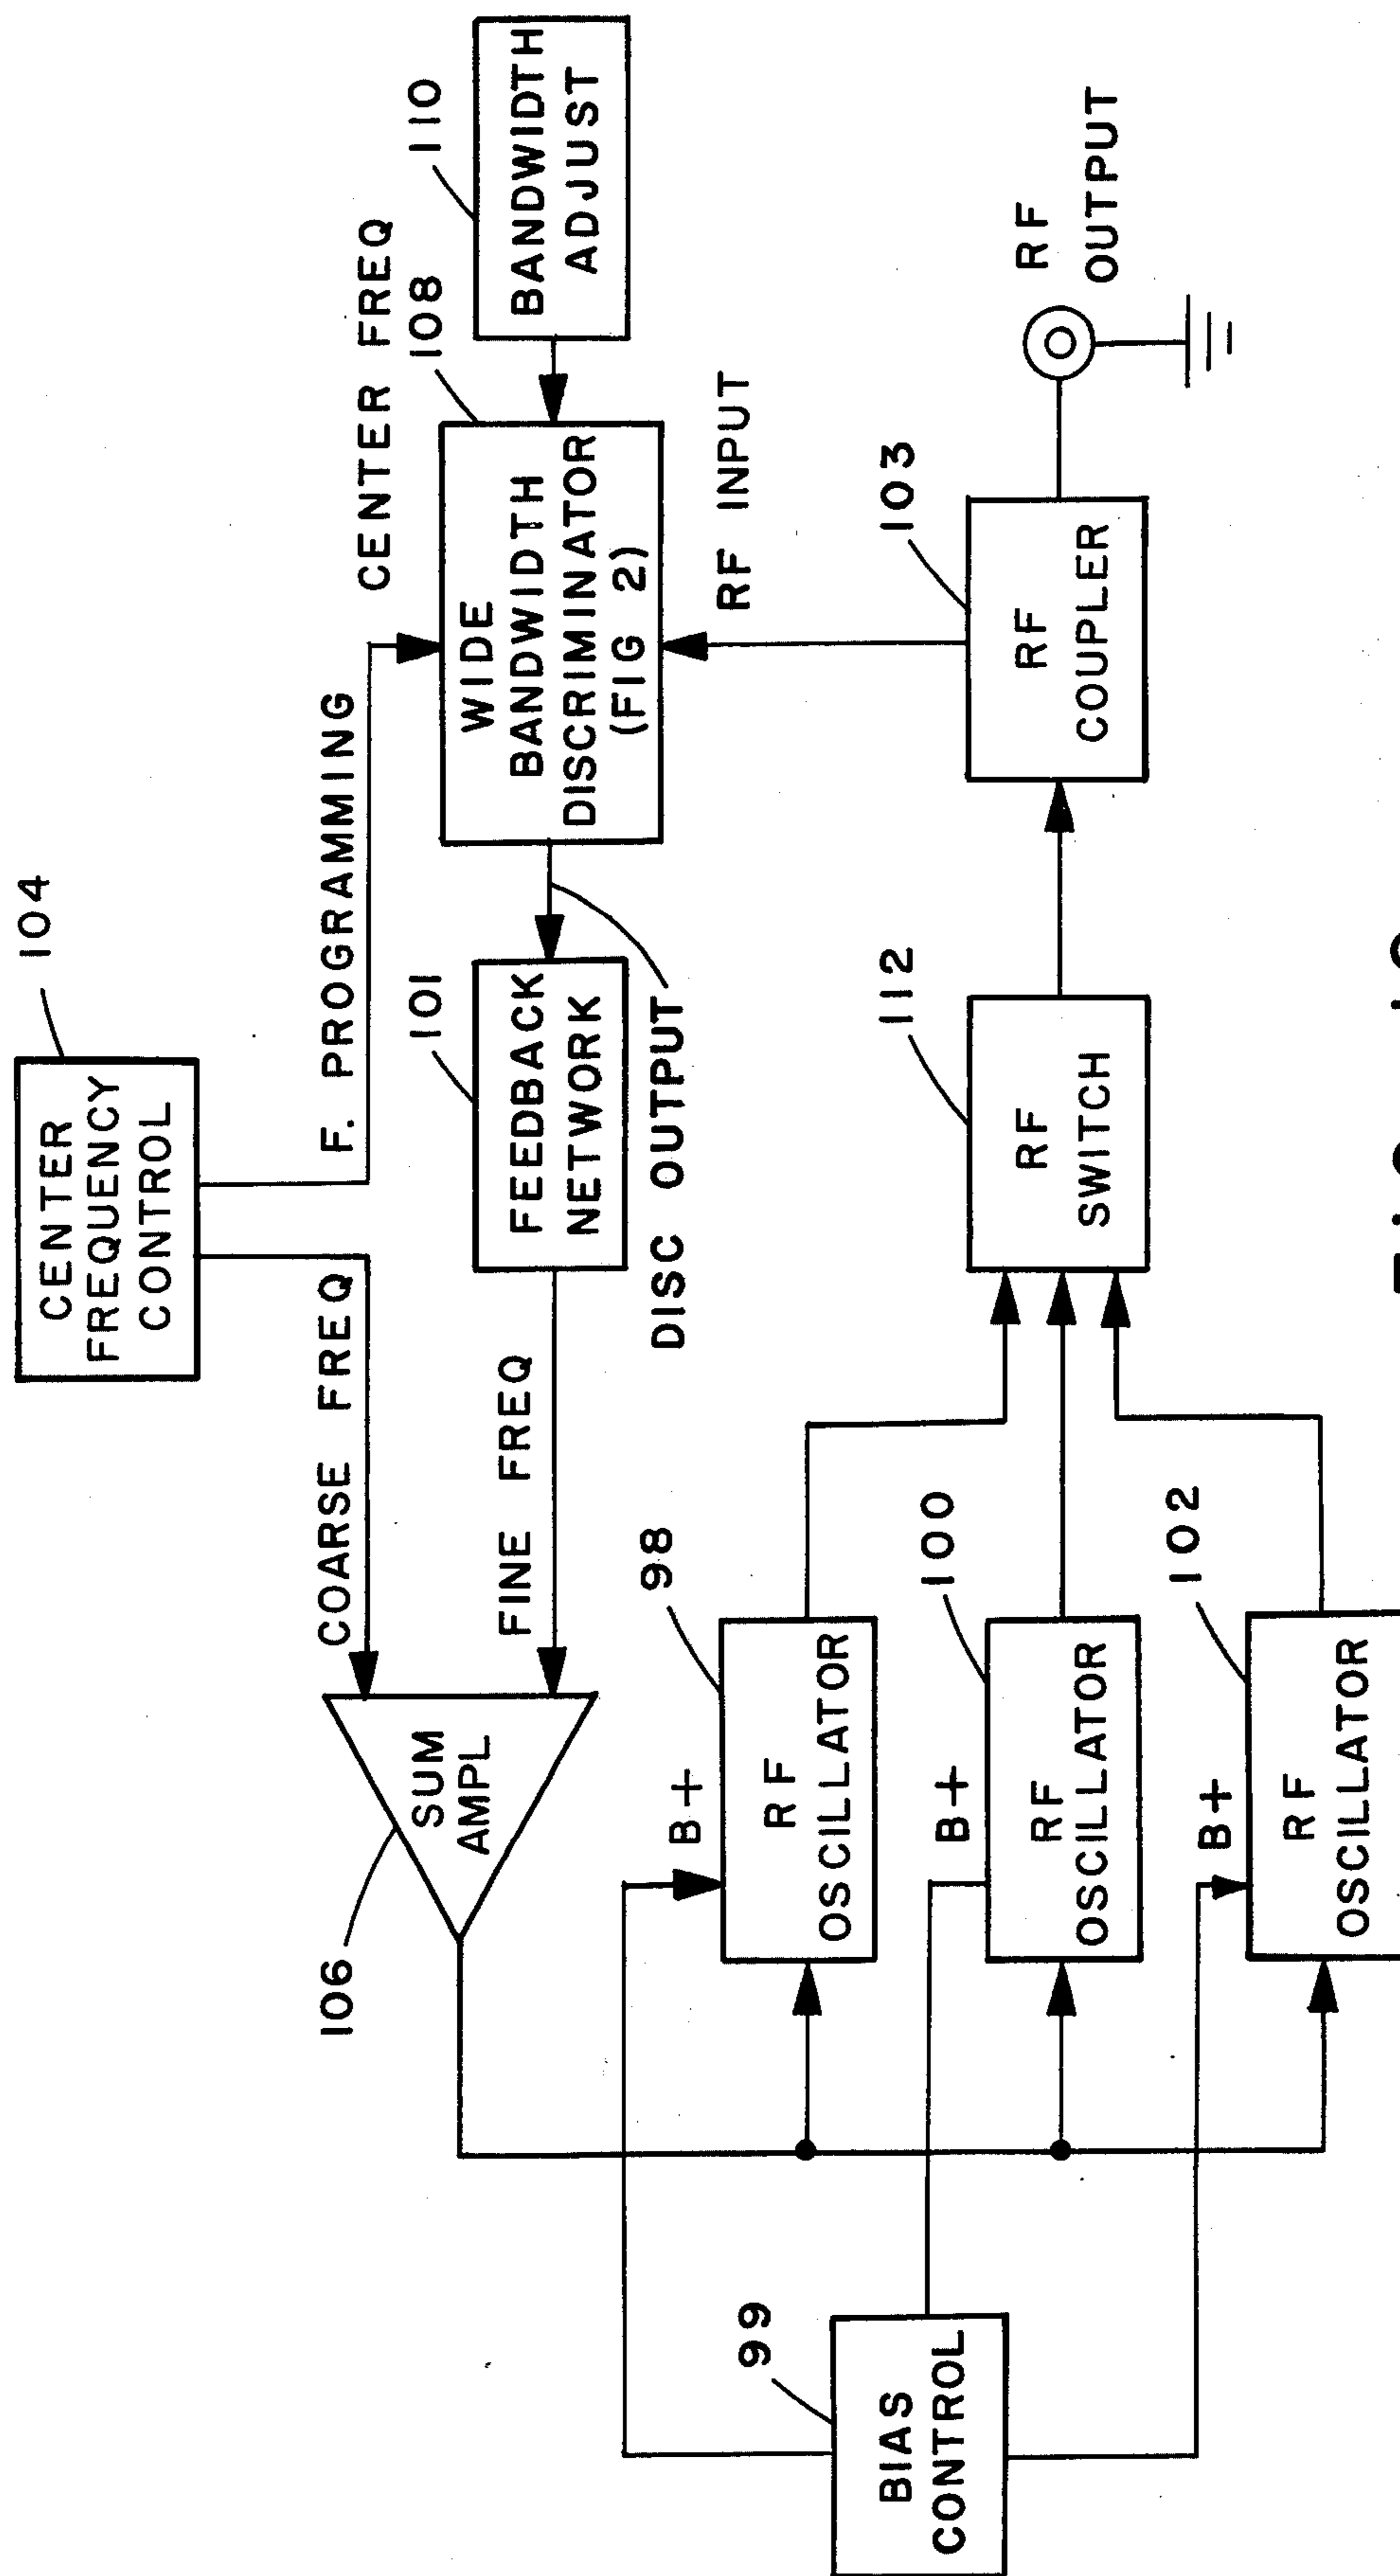 104
CENTER
FREQUENCY
CONTROL
COARSE FREQ
F. PROGRAMMING
CENTER FREQ
106
SUM
AMPL
FINE FREQ
101
FEEDBACK
NETWORK
DISC OUTPUT
108
WIDE
BANDWIDTH
DISCRIMINATOR
(FIG 2)
110
BANDWIDTH
ADJUST
RF INPUT
99
BIAS
CONTROL
B+
98
RF
OSCILLATOR
B+
100
RF
OSCILLATOR
B+
102
RF
OSCILLATOR
112
RF
SWITCH
103
RF
COUPLER
RF
OUTPUT